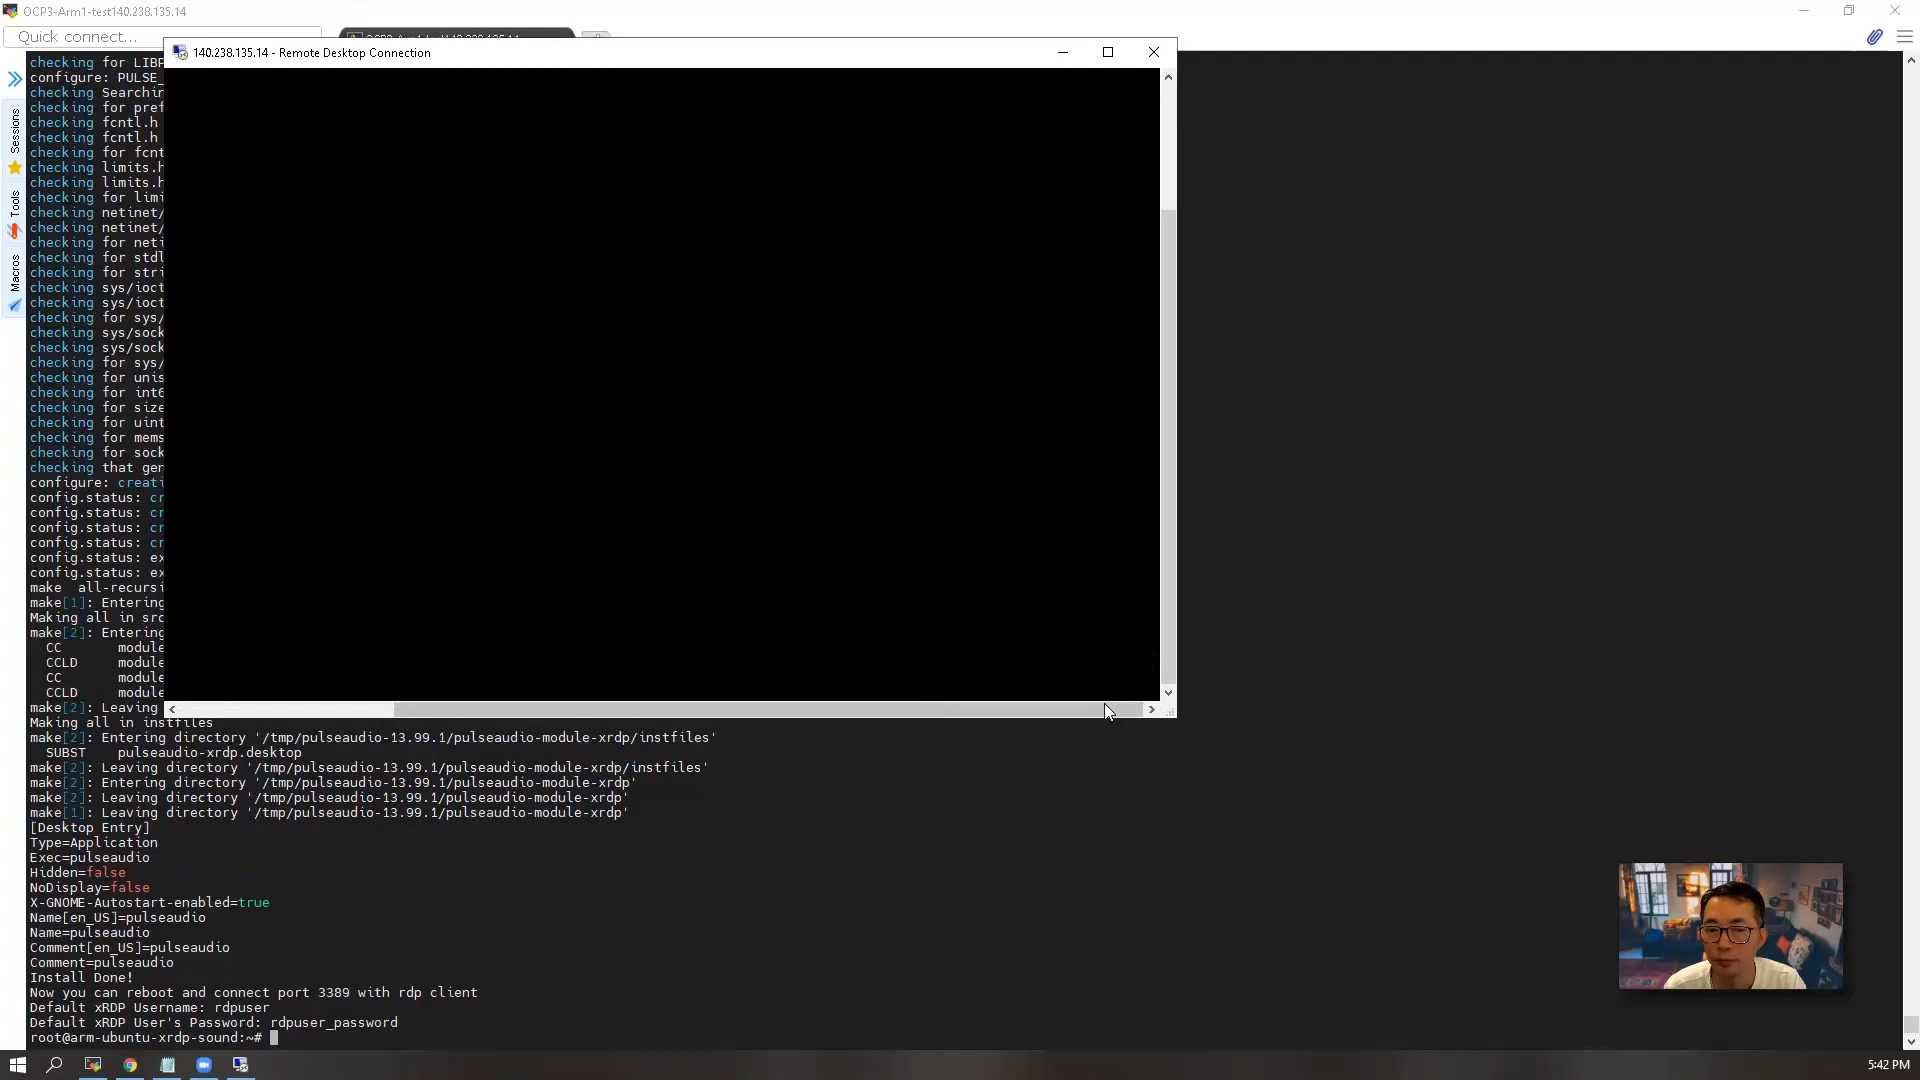 OCP3-Arm1-test140.238.135.14
Quick connect...
140.238.135.14 - Remote Desktop Connection
Sessions
Tools
Macros
checking for LIBP
configure: PULSE_
checking Searchin
checking for pref
checking fcntl.h
checking fcntl.h
checking for fcnt
checking limits.h
checking limits.h
checking for limi
checking netinet/
checking netinet/
checking for neti
checking for stdl
checking for stri
checking sys/ioct
checking sys/ioct
checking for sys/
checking sys/sock
checking sys/sock
checking for sys/
checking for unis
checking for int6
checking for size
checking for uint
checking for mems
checking for sock
checking that gen
configure: creati
config.status: cr
config.status: cr
config.status: cr
config.status: cr
config.status: ex
config.status: ex
make  all-recursi
make[1]: Entering
Making all in src
make[2]: Entering
CC module
CCLD module
CC module
CCLD module
make[2]: Leaving
Making all in instfiles
make[2]: Entering directory '/tmp/pulseaudio-13.99.1/pulseaudio-module-xrdp/instfiles'
SUBST pulseaudio-xrdp.desktop
make[2]: Leaving directory '/tmp/pulseaudio-13.99.1/pulseaudio-module-xrdp/instfiles'
make[2]: Entering directory '/tmp/pulseaudio-13.99.1/pulseaudio-module-xrdp'
make[2]: Leaving directory '/tmp/pulseaudio-13.99.1/pulseaudio-module-xrdp'
make[1]: Leaving directory '/tmp/pulseaudio-13.99.1/pulseaudio-module-xrdp'
[Desktop Entry]
Type=Application
Exec=pulseaudio
Hidden=false
NoDisplay=false
X-GNOME-Autostart-enabled=true
Name[en_US]=pulseaudio
Name=pulseaudio
Comment[en_US]=pulseaudio
Comment=pulseaudio
Install Done!
Now you can reboot and connect port 3389 with rdp client
Default xRDP Username: rdpuser
Default xRDP User's Password: rdpuser_password
root@arm-ubuntu-xrdp-sound:~#
5:42 PM